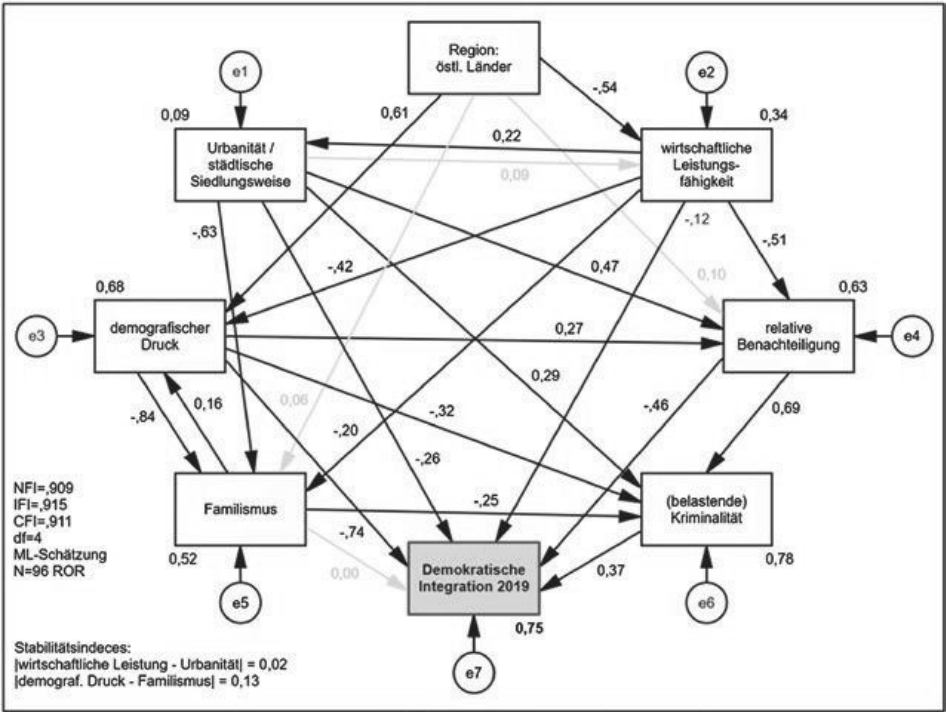 Region:
östl. Länder
e1
e2
0,09
0,61
-,54
0,34
Urbanität /
städtische
Siedlungsweise
0,22
0,09
wirtschaftliche
Leistungs-
fähigkeit
-,63
-,12
-,51
-,42
0,47
0,10
0,68
0,63
e3
demografischer
Druck
0,27
relative
Benachteiligung
e4
-,84
0,16
0,06
-,20
-,32
0,29
-,46
0,69
-,26
NFI=,909
IFI=,915
CFI=,911
df=4
ML-Schätzung
N=96 ROR
Familismus
-,25
(belastende)
Kriminalität
0,52
-,74
0,00
Demokratische
Integration 2019
0,37
0,78
e5
e6
0,75
Stabilitätsindeces:
|wirtschaftliche Leistung - Urbanität| = 0,02
|demograf. Druck - Familismus| = 0,13
e7